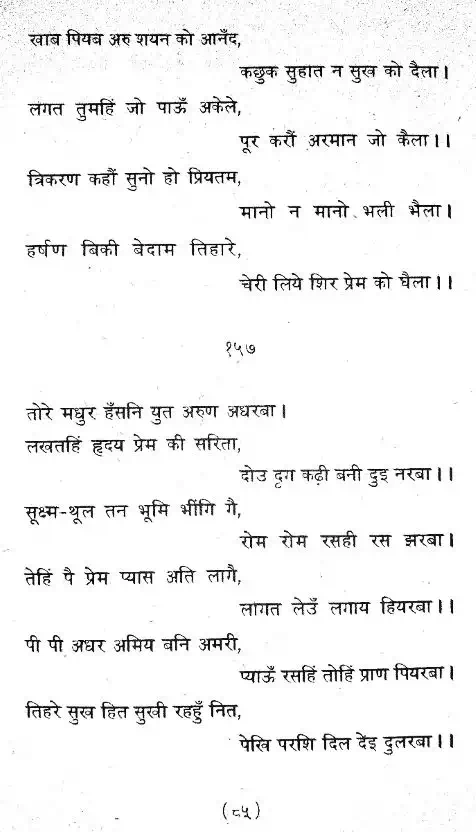 खाब पियब अरु शयन को आनँद,
कछुक सुहात न सुख को दैला।
लगत तुमहिं जो पाऊँ अकेले,
पूर करौं अरमान जो कैला।।
त्रिकरण कहौं सुनो हो प्रियतम,
मानो न मानो भली भैला।
हर्षण बिकी बेदाम तिहारे,
चेरी लिये शिर प्रेम को घैला।।
१५७
तोरे मधुर हँसनि युत अरुण अधरबा।
लखतहिं हृदय प्रेम की सरिता,
दोउ दृग कढ़ी बनी दुइ नरबा।।
सूक्ष्म-थूल तन भूमि भींगि गै,
रोम रोम रसही रस झरबा।
तेहिं पै प्रेम प्यास अति लागै,
लागत लेउँ लगाय हियरबा।।
पी पी अधर अमिय बनि अमरी,
प्याऊँ रसहिं तोहिं प्राण पियरबा।
तिहरे सुख हित सुखी रहहुँ नित,
पेखि परशि दिल देंइ दुलरबा।।
(८५)